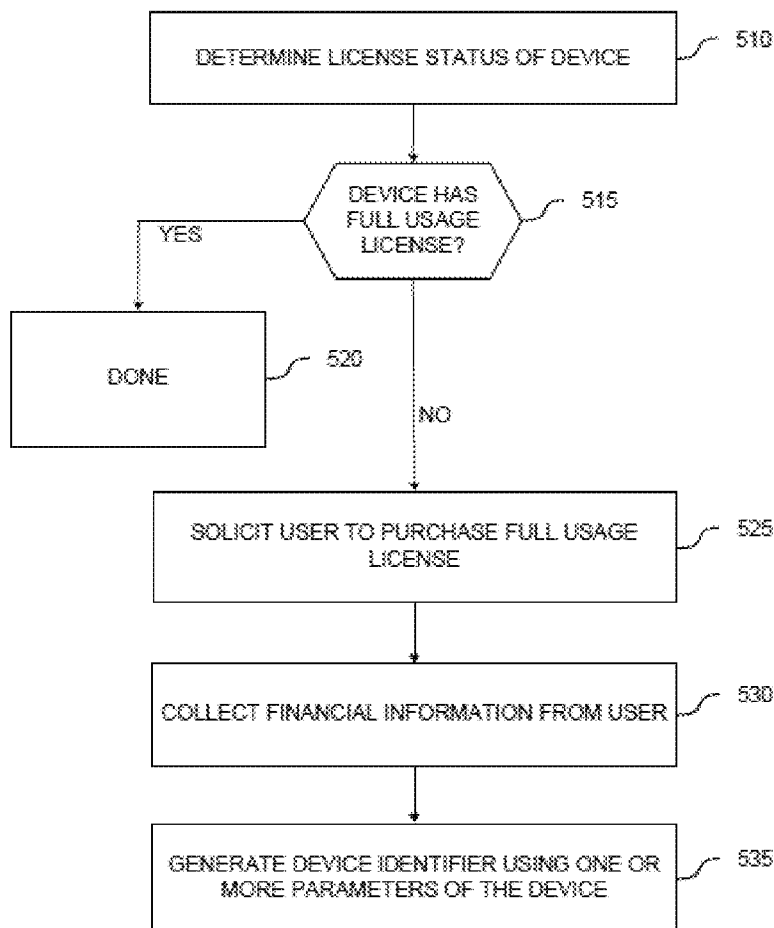 DETERMINE LICENSE STATUS OF DEVICE
510
DEVICE HAS
FULL USAGE
LICENSE?
515
YES
DONE
520
NO
SOLICIT USER TO PURCHASE FULL USAGE
LICENSE
525
COLLECT FINANCIAL INFORMATION FROM USER
530
GENERATE DEVICE IDENTIFIER USING ONE OR
MORE PARAMETERS OF THE DEVICE
535